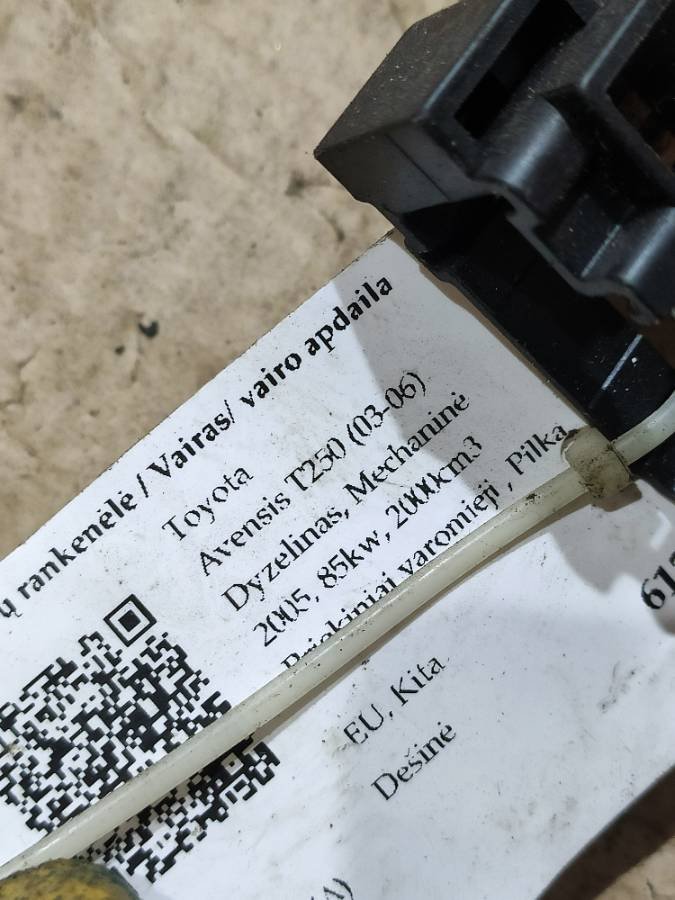 ų rankenėlė / Vairas/ vairo apdaila
Toyota
Avensis T250 (03-06)
Dyzelinas, Mechaninė
2005, 85kw, 2000cm3
Priekiniai varomieji , Pilka
EU, Kita
Dešinė